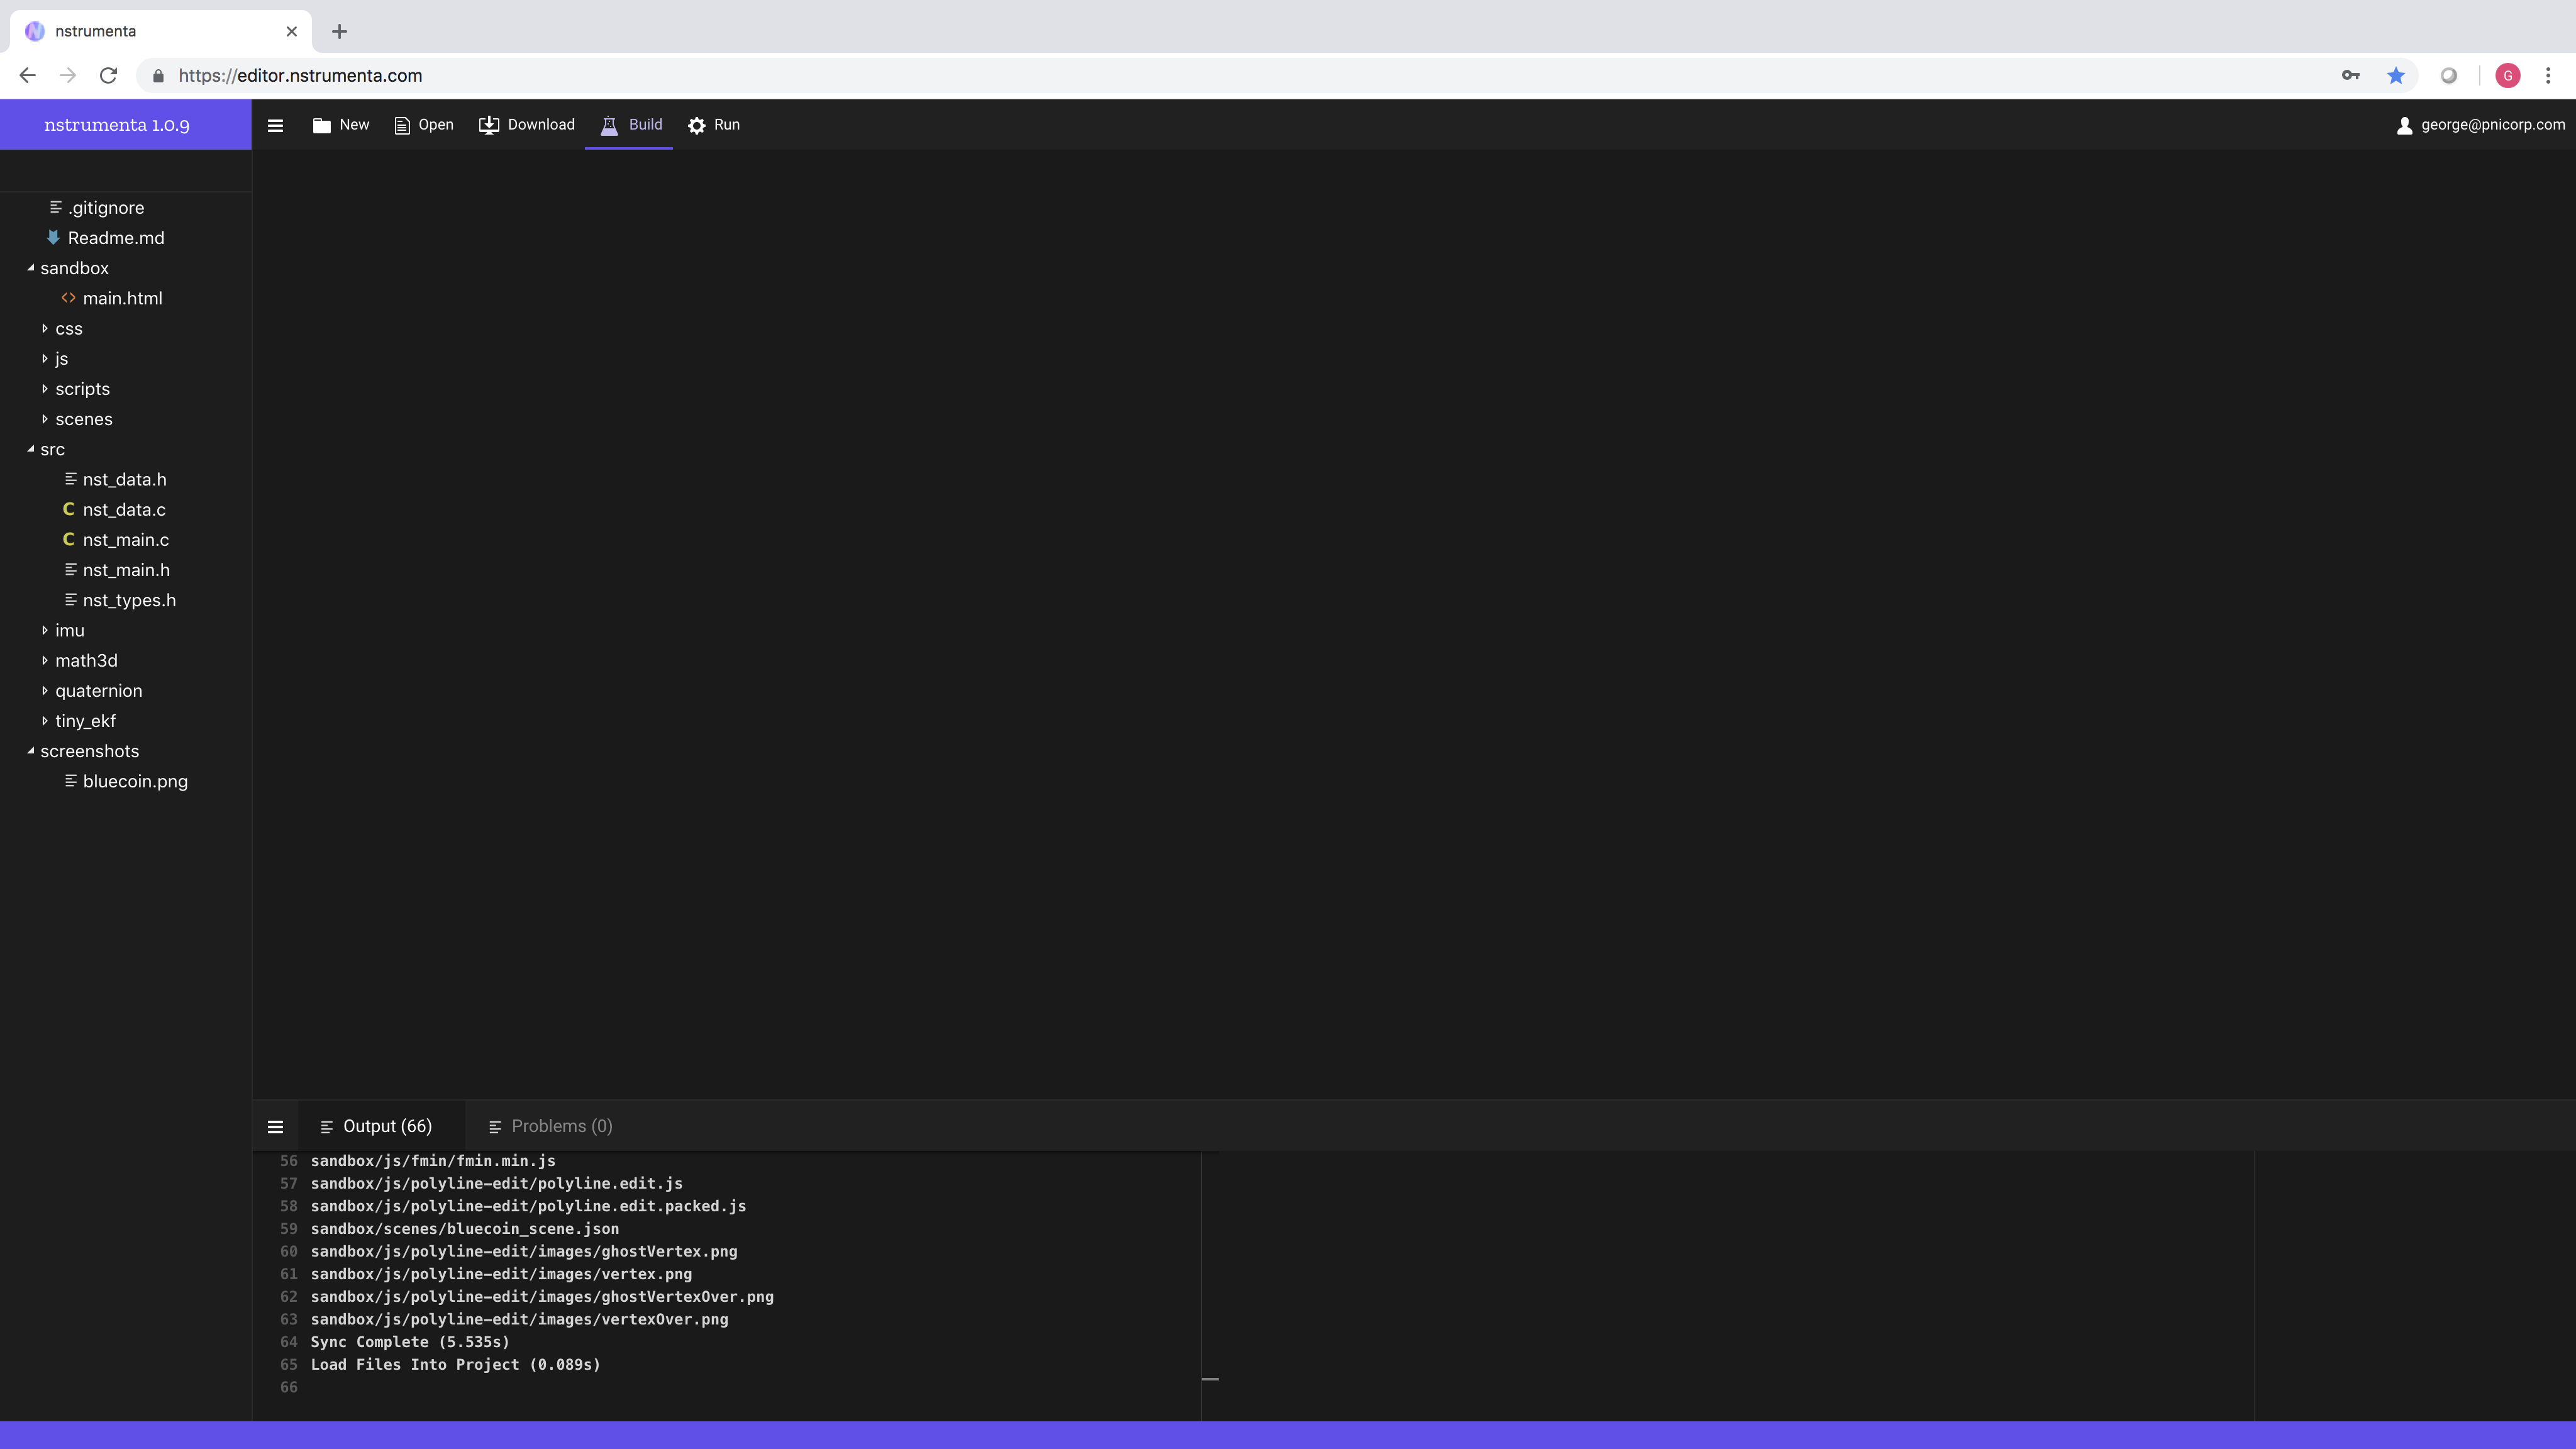 nstrumenta
https://editor.nstrumenta.com
G
nstrumenta 1.0.9
New Open Download Build Run
george@pnicorp.com
.gitignore
Readme.md
sandbox
<> main.html
css
js
scripts
scenes
src
nst_data.h
C nst_data.c
C nst_main.c
nst_main.h
nst_types.h
imu
math3d
quaternion
tiny_ekf
screenshots
bluecoin.png
Output (66) Problems (0)
56 sandbox/js/fmin/fmin.min.js
57 sandbox/js/polyline-edit/polyline.edit.js
58 sandbox/js/polyline-edit/polyline.edit.packed.js
59 sandbox/scenes/bluecoin_scene.json
60 sandbox/js/polyline-edit/images/ghostVertex.png
61 sandbox/js/polyline-edit/images/vertex.png
62 sandbox/js/polyline-edit/images/ghostVertexOver.png
63 sandbox/js/polyline-edit/images/vertexOver.png
64 Sync Complete (5.535s)
65 Load Files Into Project (0.089s)
66